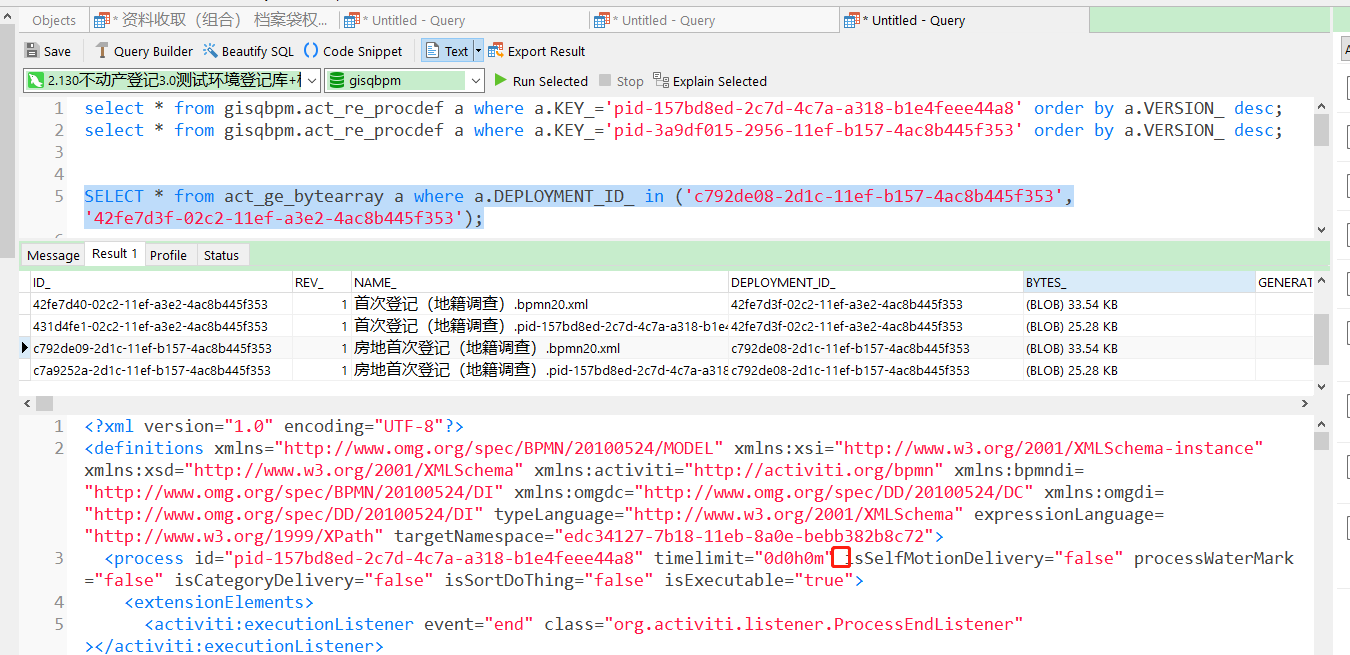 Objects * 资料收取（组合） 档案袋权... * Untitled - Query * Untitled - Query * Untitled - Query
Save Query Builder Beautify SQL () Code Snippet Text Export Result
2.130不动产登记3.0测试环境登记库+ gisqbpm Run Selected Stop Explain Selected
1 select * from gisqbpm.act_re_procdef a where a.KEY_='pid-157bd8ed-2c7d-4c7a-a318-b1e4feee44a8' order by a.VERSION_ desc;
2 select * from gisqbpm.act_re_procdef a where a.KEY_='pid-3a9df015-2956-11ef-b157-4ac8b445f353' order by a.VERSION_ desc;
3
4
5 SELECT * from act_ge_bytearray a where a.DEPLOYMENT_ID_ in ('c792de08-2d1c-11ef-b157-4ac8b445f353',
'42fe7d3f-02c2-11ef-a3e2-4ac8b445f353');
Message Result 1 Profile Status
ID_ REV_ NAME_ DEPLOYMENT_ID_ BYTES_ GENERAT
42fe7d40-02c2-11ef-a3e2-4ac8b445f353 1 首次登记（地籍调查）.bpmn20.xml 42fe7d3f-02c2-11ef-a3e2-4ac8b445f353 (BLOB) 33.54 KB
431d4fe1-02c2-11ef-a3e2-4ac8b445f353 1 首次登记（地籍调查）.pid-157bd8ed-2c7d-4c7a-a318-b1e4 42fe7d3f-02c2-11ef-a3e2-4ac8b445f353 (BLOB) 25.28 KB
c792de09-2d1c-11ef-b157-4ac8b445f353 1 房地首次登记（地籍调查）.bpmn20.xml c792de08-2d1c-11ef-b157-4ac8b445f353 (BLOB) 33.54 KB
c7a9252a-2d1c-11ef-b157-4ac8b445f353 1 房地首次登记（地籍调查）.pid-157bd8ed-2c7d-4c7a c792de08-2d1c-11ef-b157-4ac8b445f353 (BLOB) 25.28 KB
1 <?xml version="1.0" encoding="UTF-8"?>
2 <definitions xmlns="http://www.omg.org/spec/BPMN/20100524/MODEL" xmlns:xsi="http://www.w3.org/2001/XMLSchema-instance"
xmlns:xsd="http://www.w3.org/2001/XMLSchema" xmlns:activiti="http://activiti.org/bpmn" xmlns:bpmndi=
"http://www.omg.org/spec/BPMN/20100524/DI" xmlns:omgdc="http://www.omg.org/spec/DD/20100524/DC" xmlns:omgdi=
"http://www.omg.org/spec/DD/20100524/DI" typeLanguage="http://www.w3.org/2001/XMLSchema" expressionLanguage=
"http://www.w3.org/1999/XPath" targetNamespace="edc34127-7b18-11eb-8a0e-bebb382b8c72">
3 <process id="pid-157bd8ed-2c7d-4c7a-a318-b1e4feee44a8" timelimit="0d0h0m" isSelfMotionDelivery="false" processWaterMark
="false" isCategoryDelivery="false" isSortDoThing="false" isExecutable="true">
4 <extensionElements>
5 <activiti:executionListener event="end" class="org.activiti.listener.ProcessEndListener"
></activiti:executionListener>